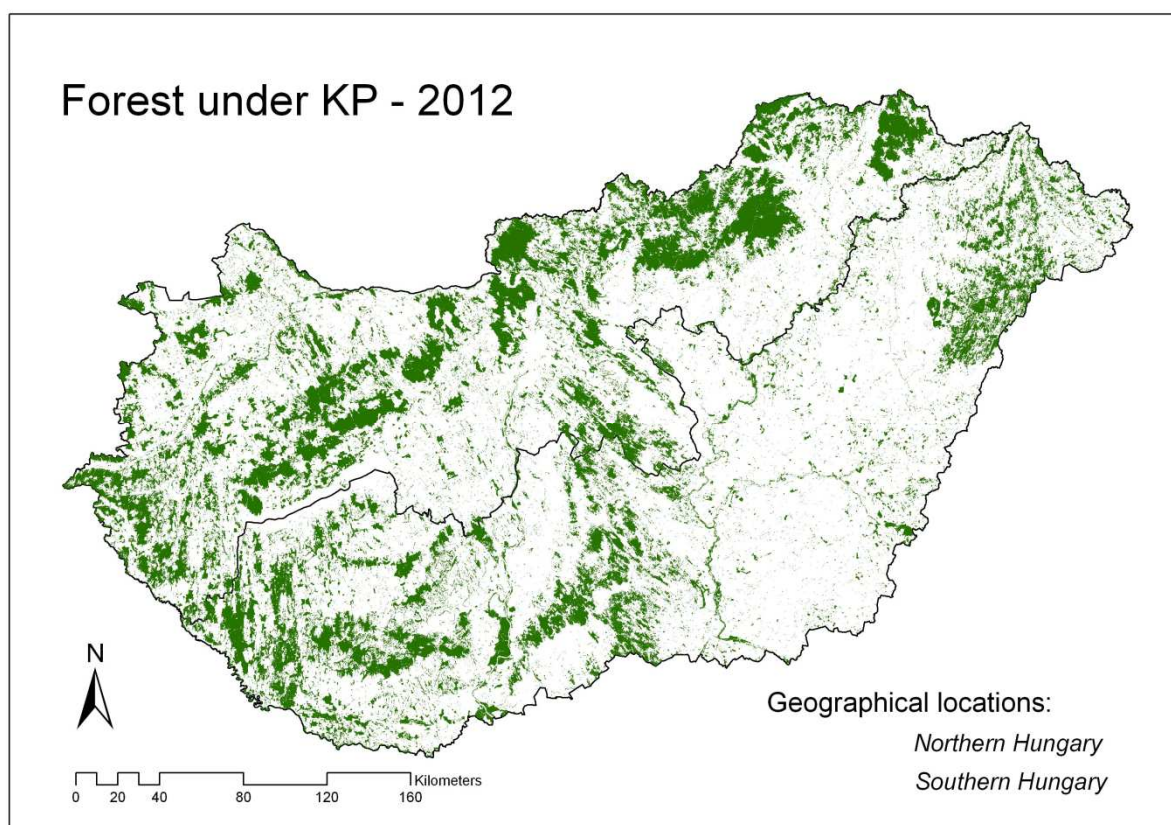 Forest under KP - 2012
N
Kilometers
0 20 40 80 120 160
Geographical locations:
Northern Hungary
Southern Hungary